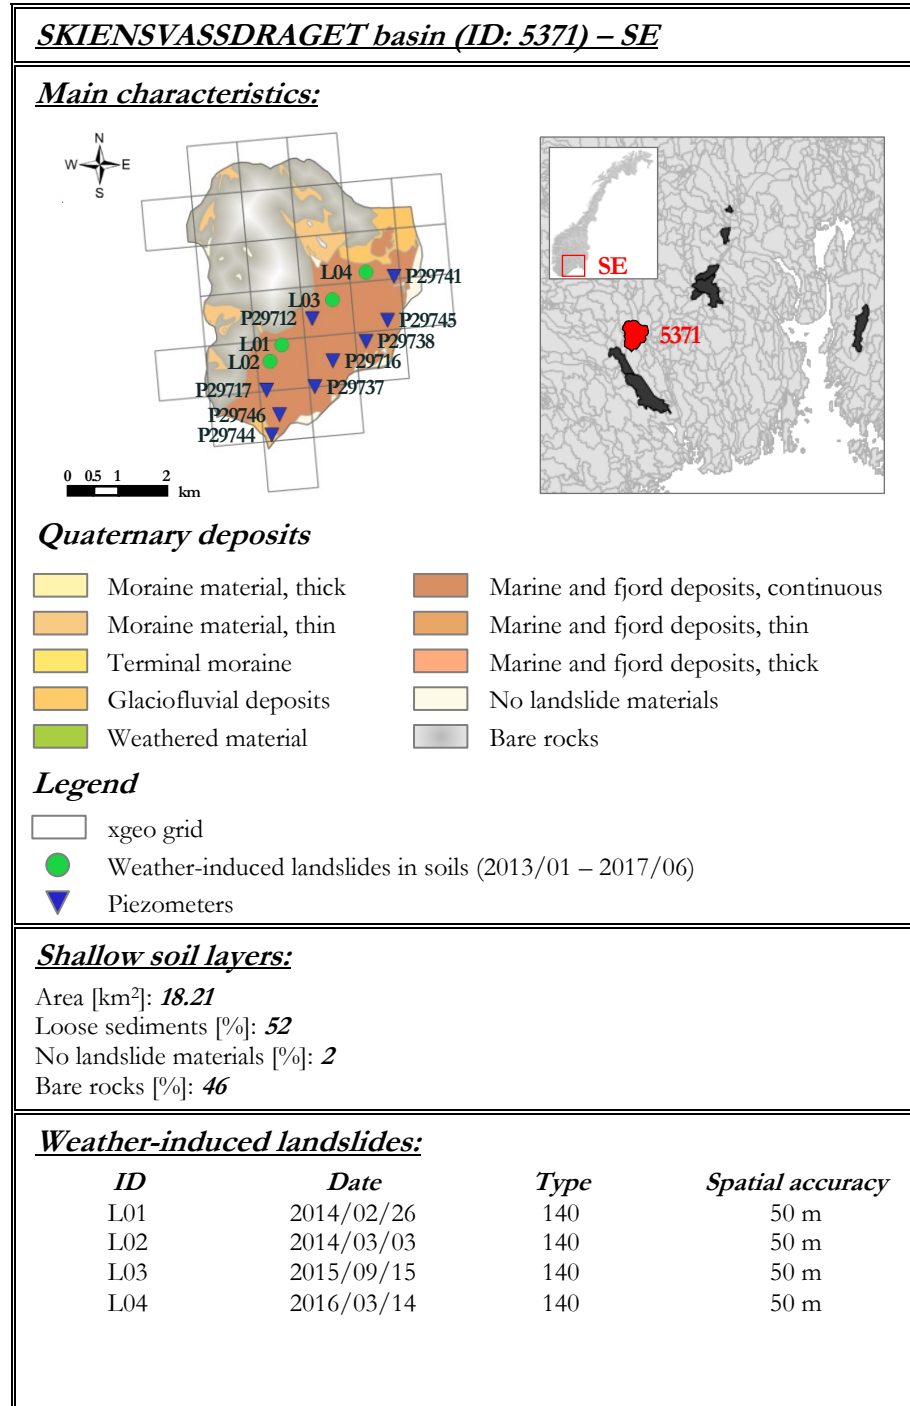 SKIENSVASSDRAGET basin (ID: 5371) – SE
Main characteristics:
N
W E
S
L04 P29741
L03
P29712 P29745
L01 P29738
L02 P29716
P29717 P29737
P29746
P29744
0 0.5 1 2
km
SE
5371
Quaternary deposits
Moraine material, thick
Marine and fjord deposits, continuous
Moraine material, thin
Marine and fjord deposits, thin
Terminal moraine
Marine and fjord deposits, thick
Glaciofluvial deposits
No landslide materials
Weathered material
Bare rocks
Legend
xgeo grid
Weather-induced landslides in soils (2013/01 – 2017/06)
Piezometers
Shallow soil layers:
Area [km²]: 18.21
Loose sediments [%]: 52
No landslide materials [%]: 2
Bare rocks [%]: 46
Weather-induced landslides:
ID Date Type Spatial accuracy
L01 2014/02/26 140 50 m
L02 2014/03/03 140 50 m
L03 2015/09/15 140 50 m
L04 2016/03/14 140 50 m